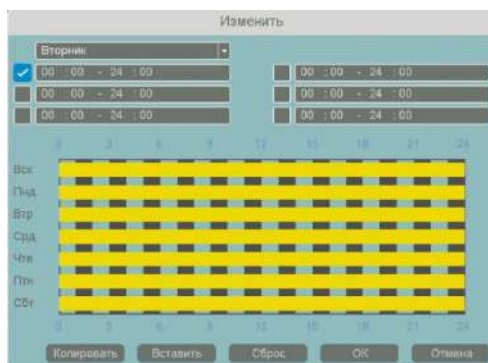 Изменить
Вторник
00 :00 - 24 :00 00 :00 - 24 :00
00 :00 - 24 :00 00 :00 - 24 :00
00 :00 - 24 :00 00 :00 - 24 :00
0 3 6 9 12 15 18 21 24
Вск
Пнд
Втр
Срд
Чтв
Птн
Сбт
0 3 6 9 12 15 18 21 24
Копировать Вставить Сброс OK Отмена